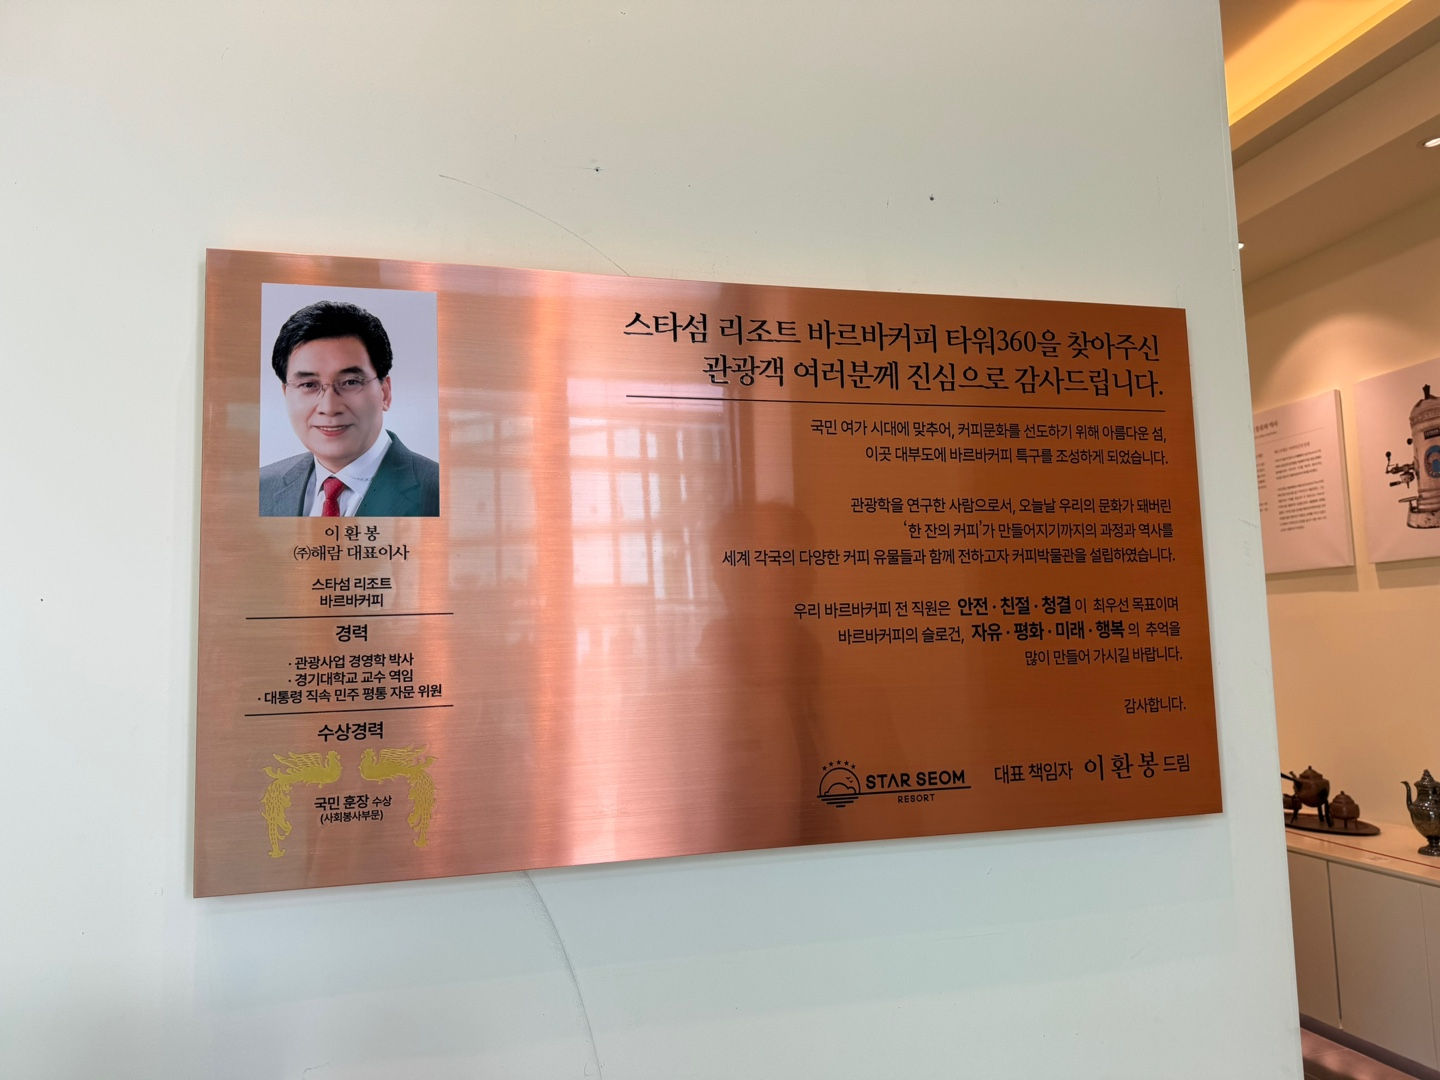 이환봉
㈜해람 대표이사
스타섬 리조트
바르바커피
경력
· 관광사업 경영학 박사
· 경기대학교 교수 역임
· 대통령 직속 민주 평통 자문 위원
수상경력
국민 훈장 수상
(사회봉사부문)
스타섬 리조트 바르바커피 타워360을 찾아주신
관광객 여러분께 진심으로 감사드립니다.
국민 여가 시대에 맞추어, 커피문화를 선도하기 위해 아름다운 섬,
이곳 대부도에 바르바커피 특구를 조성하게 되었습니다.
관광학을 연구한 사람으로서, 오늘날 우리의 문화가 돼버린
‘한 잔의 커피’가 만들어지기까지의 과정과 역사를
세계 각국의 다양한 커피 유물들과 함께 전하고자 커피박물관을 설립하였습니다.
우리 바르바커피 전 직원은 안전 · 친절 · 청결 이 최우선 목표이며
바르바커피의 슬로건, 자유 · 평화 · 미래 · 행복 의 추억을
많이 만들어 가시길 바랍니다.
감사합니다.
STAR SEOM
RESORT
대표 책임자 이환봉 드림